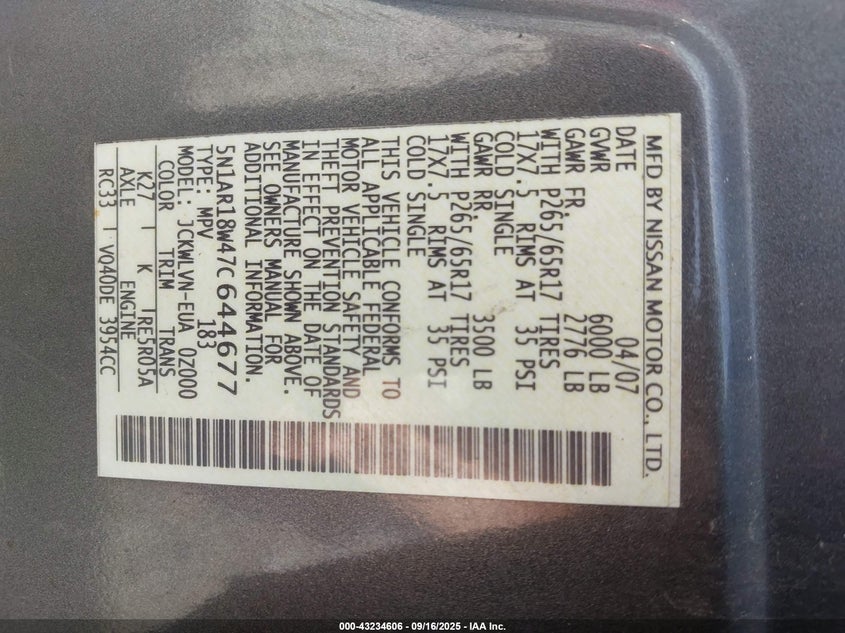 MFD BY NISSAN MOTOR CO., LTD.
DATE 04/07
GVWR 6000 LB
GAWR FR. 2776 LB
WITH P265/65R17 TIRES
17X7.5 RIMS AT 35 PSI
COLD SINGLE
GAWR RR. 3500 LB
WITH P265/65R17 TIRES
17X7.5 RIMS AT 35 PSI
COLD SINGLE
THIS VEHICLE CONFORMS TO
ALL APPLICABLE FEDERAL
MOTOR VEHICLE SAFETY AND
THEFT PREVENTION STANDARDS
IN EFFECT ON THE DATE OF
MANUFACTURE SHOWN ABOVE.
SEE OWNERS MANUAL FOR
ADDITIONAL INFORMATION.
5N1AR18W47C644677
TYPE: MPV 183
MODEL: JCKWLVN-EUA 0Z000
COLOR TRIM TRANS
K27 K RE5R05A
AXLE ENGINE
RC33 VQ40DE 3954CC
000-43234606 - 09/16/2025 - IAA Inc.